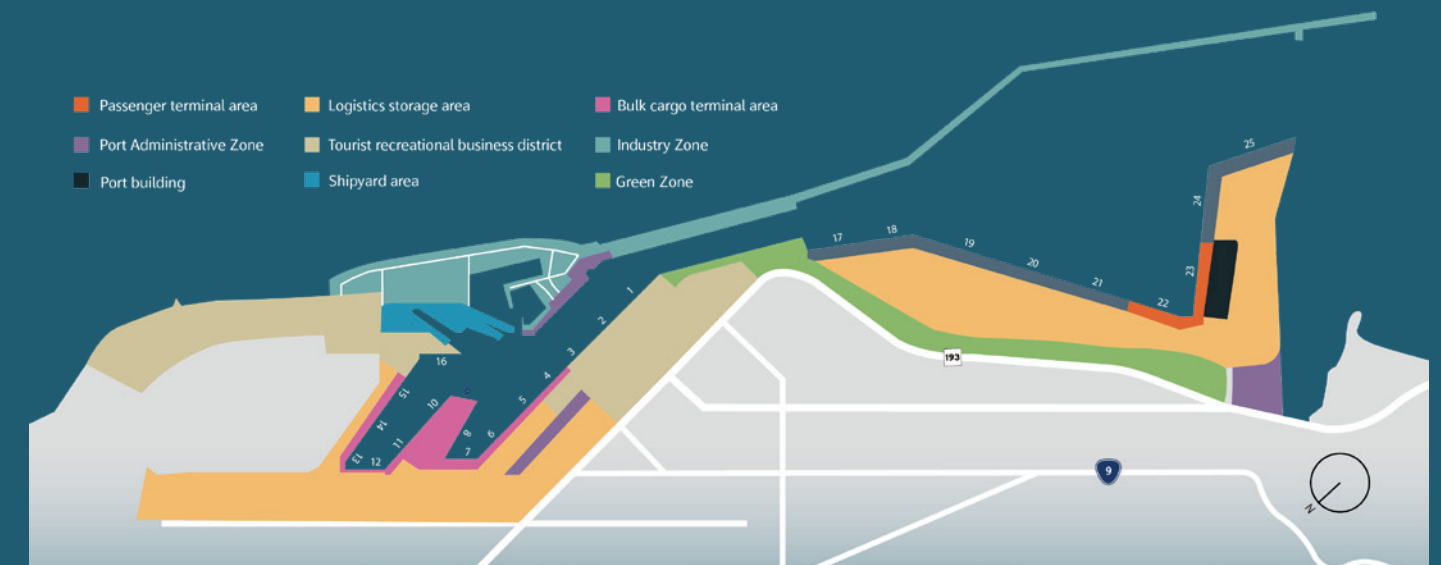 Passenger terminal area
Logistics storage area
Bulk cargo terminal area
Port Administrative Zone
Tourist recreational business district
Industry Zone
Port building
Shipyard area
Green Zone
25
24
23
17
18
19
20
21
22
1
2
3
4
5
6
7
8
9
10
11
12
13
14
15
16
193
9
N